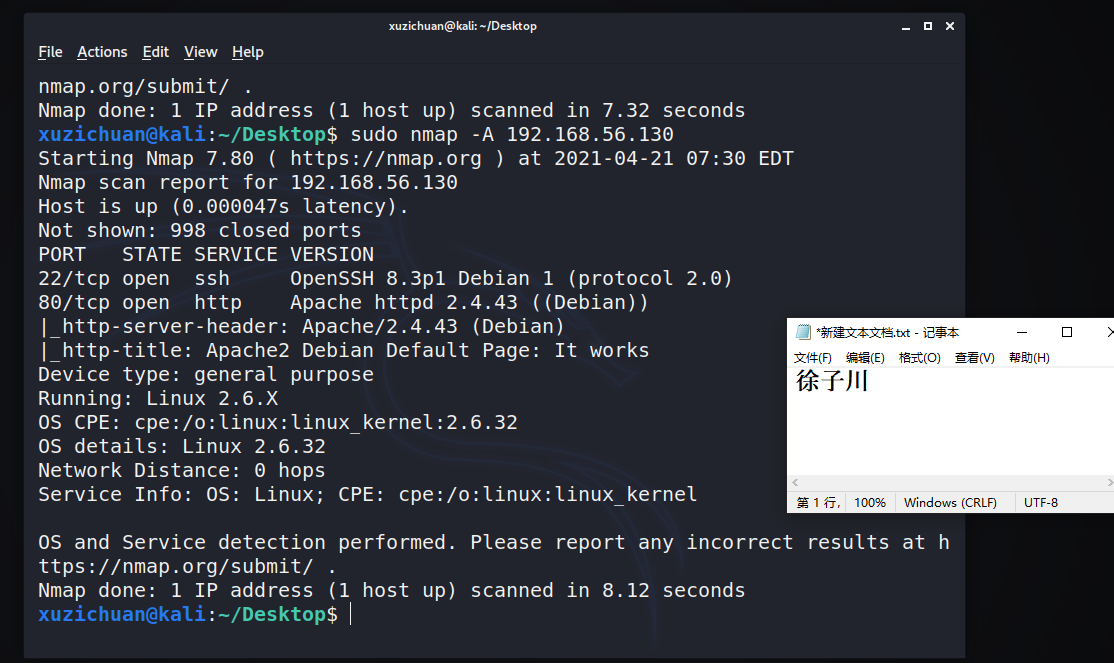 xuzichuan@kali: ~/Desktop
File Actions Edit View Help
nmap.org/submit/ .
Nmap done: 1 IP address (1 host up) scanned in 7.32 seconds
xuzichuan@kali:~/Desktop$ sudo nmap -A 192.168.56.130
Starting Nmap 7.80 ( https://nmap.org ) at 2021-04-21 07:30 EDT
Nmap scan report for 192.168.56.130
Host is up (0.000047s latency).
Not shown: 998 closed ports
PORT   STATE SERVICE VERSION
22/tcp open  ssh     OpenSSH 8.3p1 Debian 1 (protocol 2.0)
80/tcp open  http    Apache httpd 2.4.43 ((Debian))
|_http-server-header: Apache/2.4.43 (Debian)
|_http-title: Apache2 Debian Default Page: It works
Device type: general purpose
Running: Linux 2.6.X
OS CPE: cpe:/o:linux:linux_kernel:2.6.32
OS details: Linux 2.6.32
Network Distance: 0 hops
Service Info: OS: Linux; CPE: cpe:/o:linux:linux_kernel
OS and Service detection performed. Please report any incorrect results at h
ttps://nmap.org/submit/ .
Nmap done: 1 IP address (1 host up) scanned in 8.12 seconds
xuzichuan@kali:~/Desktop$
*新建文本文档.txt - 记事本
文件(F) 编辑(E) 格式(O) 查看(V) 帮助(H)
徐子川
第 1 行, 100% Windows (CRLF) UTF-8